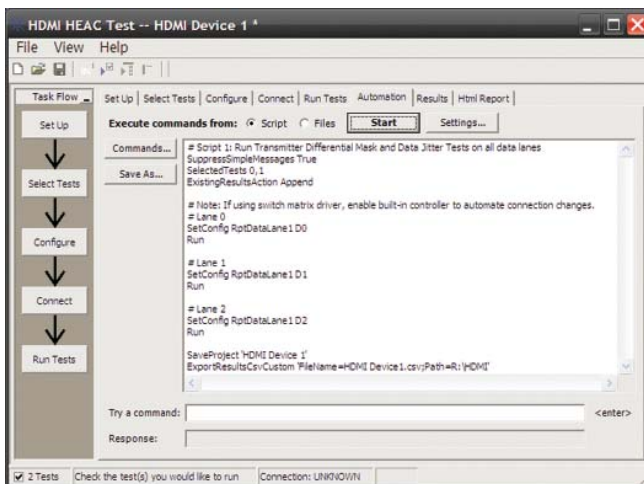 HDMI HEAC Test -- HDMI Device 1 *
File View Help
Task Flow
Set Up | Select Tests | Configure | Connect | Run Tests | Automation | Results | Html Report |
Set Up
Select Tests
Configure
Connect
Run Tests
Execute commands from: Script Files Start Settings...
Commands...
Save As...
# Script 1: Run Transmitter Differential Mask and Data Jitter Tests on all data lanes
SuppressSimpleMessages True
SelectedTests 0,1
ExistingResultsAction Append
# Note: If using switch matrix driver, enable built-in controller to automate connection changes.
# Lane 0
SetConfig RptDataLane1 D0
Run
# Lane 1
SetConfig RptDataLane1 D1
Run
# Lane 2
SetConfig RptDataLane1 D2
Run
SaveProject 'HDMI Device 1'
ExportResultsCsvCustom 'FileName=HDMI Device1.csv;Path=R:\HDMI'
Try a command: <enter>
Response:
2 Tests Check the test(s) you would like to run Connection: UNKNOWN